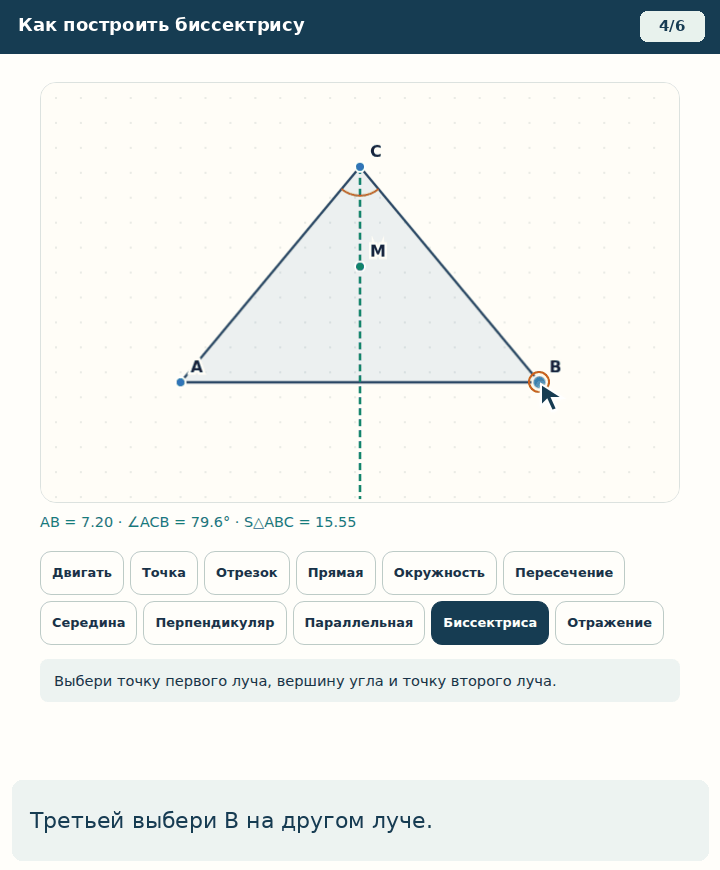 Как построить биссектрису
4/6
C
M
A
B
AB = 7.20 · ∠ACB = 79.6° · S△ABC = 15.55
Двигать Точка Отрезок Прямая Окружность Пересечение
Середина Перпендикуляр Параллельная Биссектриса Отражение
Выбери точку первого луча, вершину угла и точку второго луча.
Третьей выбери B на другом луче.